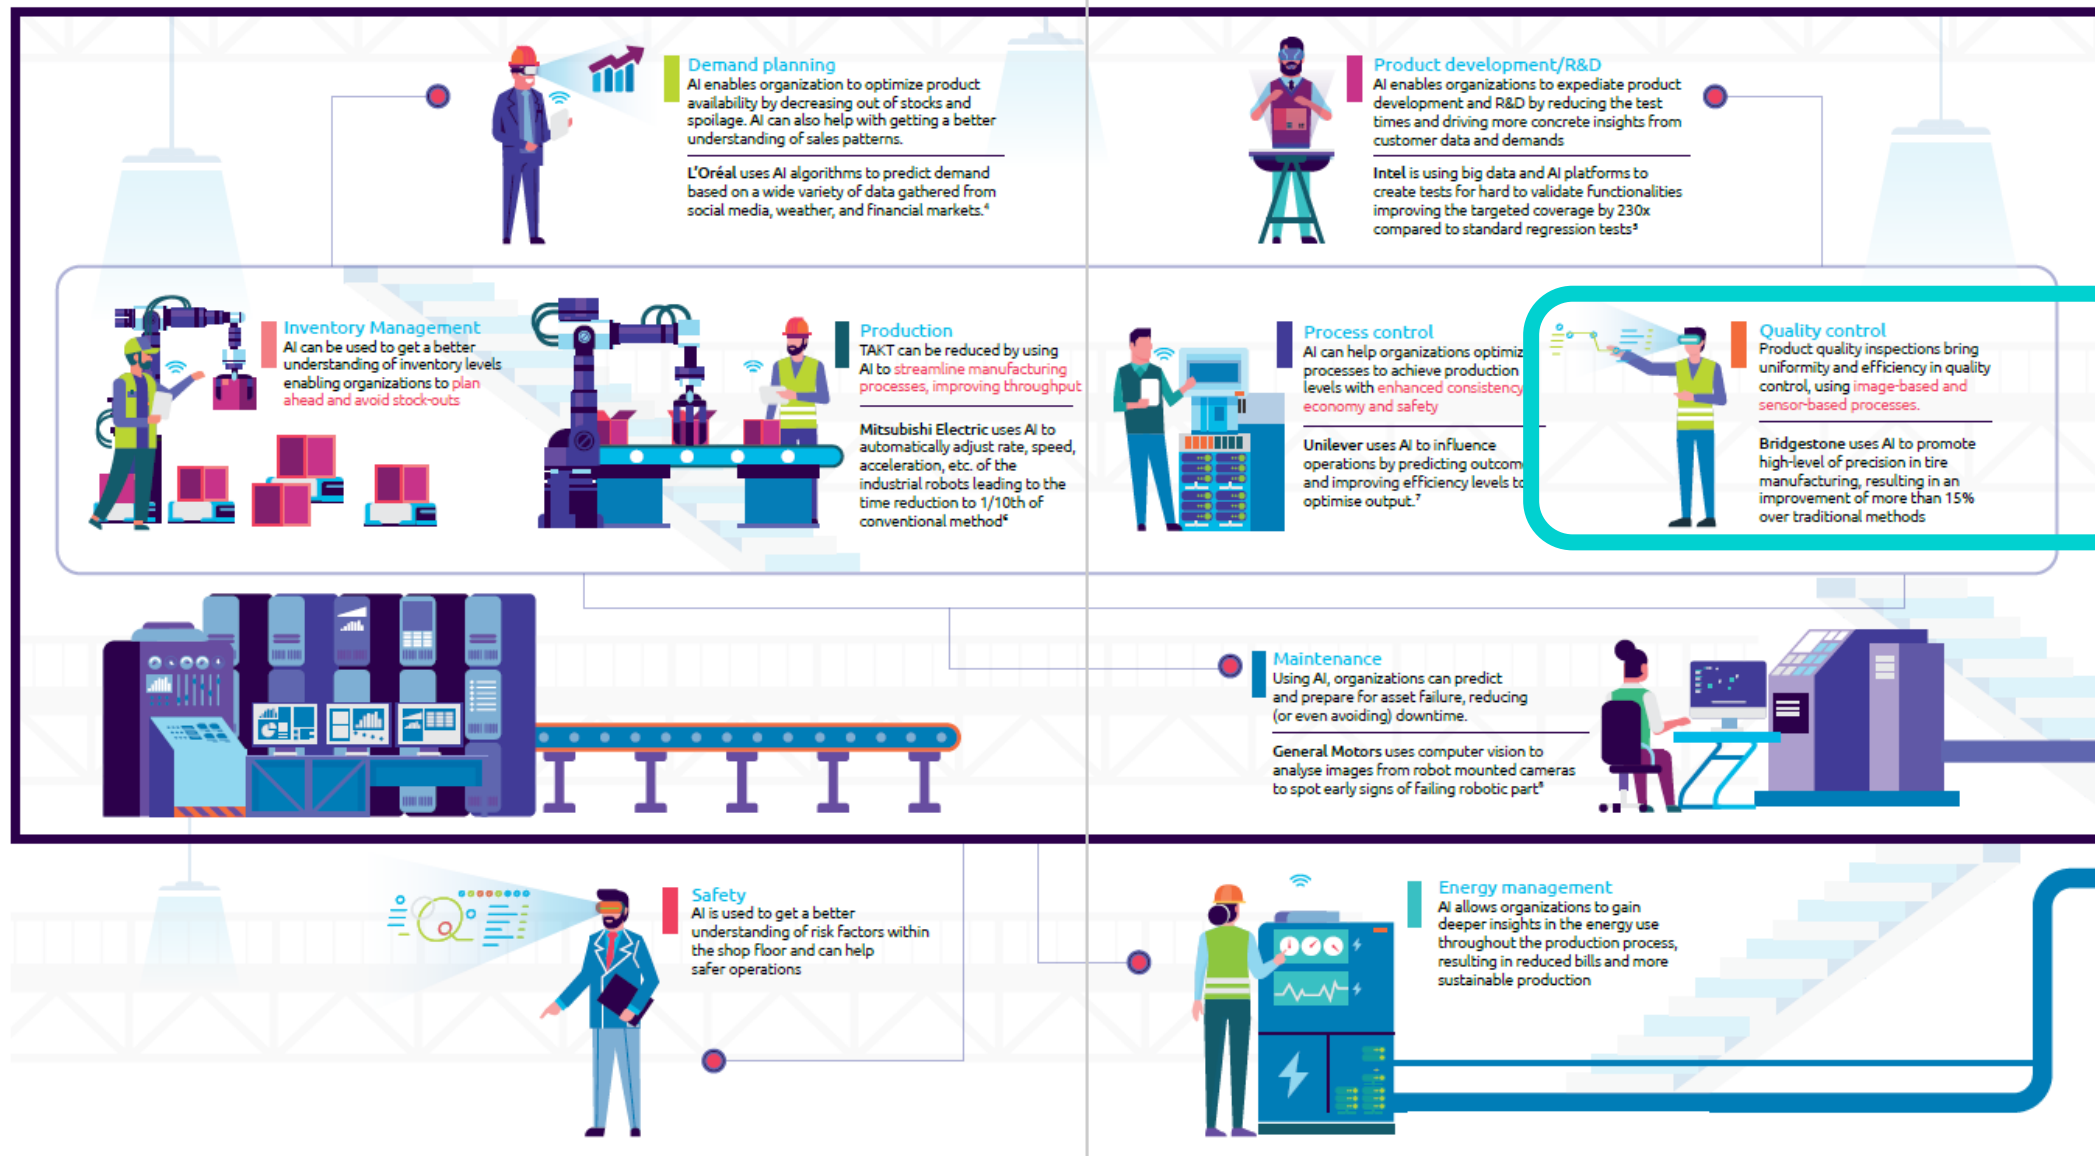 Demand planning
AI enables organization to optimize product
availability by decreasing out of stocks and
spoilage. AI can also help with getting a better
understanding of sales patterns.
L'Oréal uses AI algorithms to predict demand
based on a wide variety of data gathered from
social media, weather, and financial markets.⁴
Product development/R&D
AI enables organizations to expediate product
development and R&D by reducing the test
times and driving more concrete insights from
customer data and demands
Intel is using big data and AI platforms to
create tests for hard to validate functionalities
improving the targeted coverage by 230x
compared to standard regression tests⁵
Inventory Management
AI can be used to get a better
understanding of inventory levels
enabling organizations to plan
ahead and avoid stock-outs
Production
TAKT can be reduced by using
AI to streamline manufacturing
processes, improving throughput
Mitsubishi Electric uses AI to
automatically adjust rate, speed,
acceleration, etc. of the
industrial robots leading to the
time reduction to 1/10th of
conventional method⁶
Process control
AI can help organizations optimiz
processes to achieve production
levels with enhanced consistency
economy and safety
Unilever uses AI to influence
operations by predicting outcom
and improving efficiency levels to
optimise output.⁷
Quality control
Product quality inspections bring
uniformity and efficiency in quality
control, using image-based and
sensor-based processes.
Bridgestone uses AI to promote
high-level of precision in tire
manufacturing, resulting in an
improvement of more than 15%
over traditional methods
Maintenance
Using AI, organizations can predict
and prepare for asset failure, reducing
(or even avoiding) downtime.
General Motors uses computer vision to
analyse images from robot mounted cameras
to spot early signs of failing robotic part⁸
Safety
AI is used to get a better
understanding of risk factors within
the shop floor and can help
safer operations
Energy management
AI allows organizations to gain
deeper insights in the energy use
throughout the production process,
resulting in reduced bills and more
sustainable production